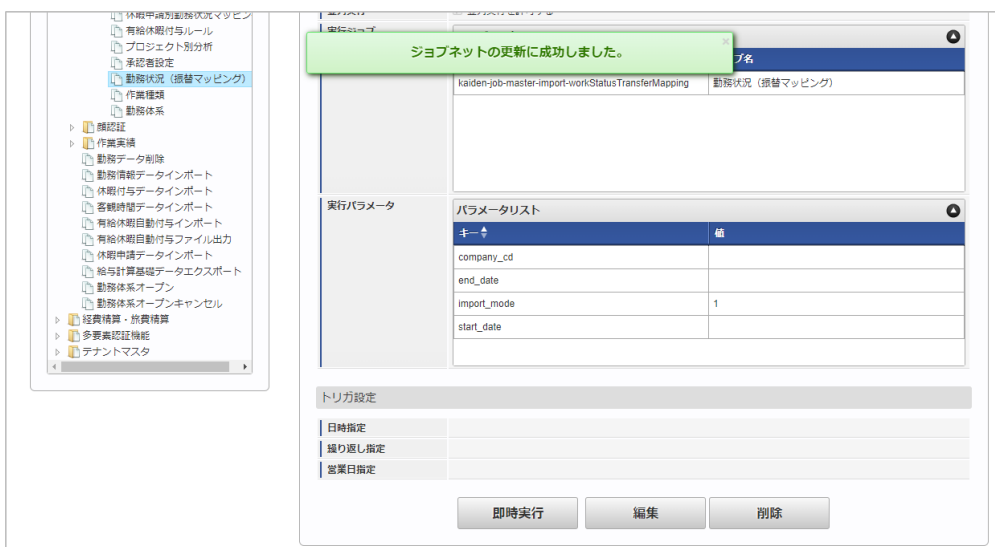 休暇申請別勤務状況マッピン
有給休暇付与ルール
プロジェクト別分析
承認者設定
勤務状況（振替マッピング）
作業種類
勤務体系
顔認証
作業実績
勤務データ削除
勤務情報データインポート
休暇付与データインポート
客観時間データインポート
有給休暇自動付与インポート
有給休暇自動付与ファイル出力
休暇申請データインポート
給与計算基礎データエクスポート
勤務体系オープン
勤務体系オープンキャンセル
経費精算・旅費精算
多要素認証機能
テナントマスタ
実行ジョブ
ジョブネットの更新に成功しました。
ブ名
kaiden-job-master-import-workStatusTransferMapping 勤務状況（振替マッピング）
実行パラメータ
パラメータリスト
キー 値
company_cd
end_date
import_mode 1
start_date
トリガ設定
日時指定
繰り返し指定
営業日指定
即時実行 編集 削除